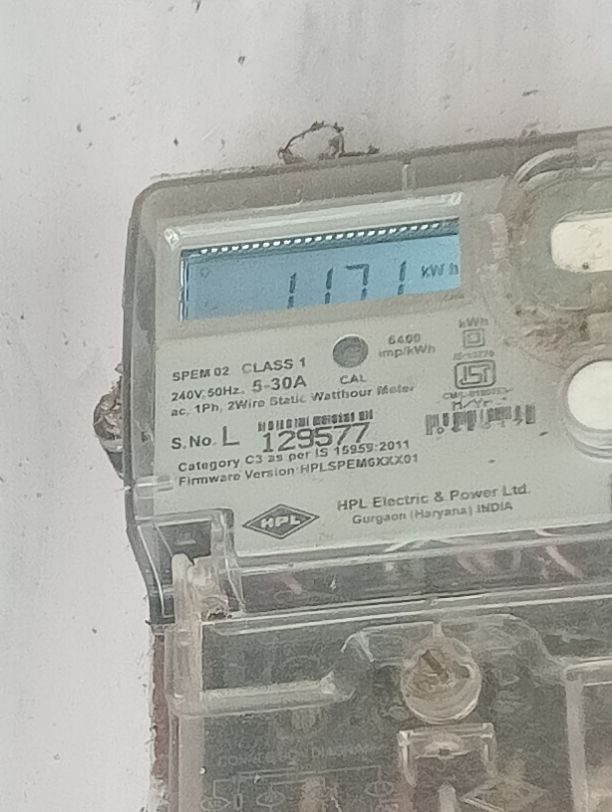 1171 kWh
6400
imp/kWh
kWh
SPEM 02 CLASS 1
CAL
240V, 50Hz, 5-30A
ac, 1Ph, 2Wire Static Watthour Meter
S.No. L 129577
Category C3 as per IS 15959:2011
Firmware Version:HPLSPEM6XXX01
HPL
HPL Electric & Power Ltd.
Gurgaon (Haryana) INDIA